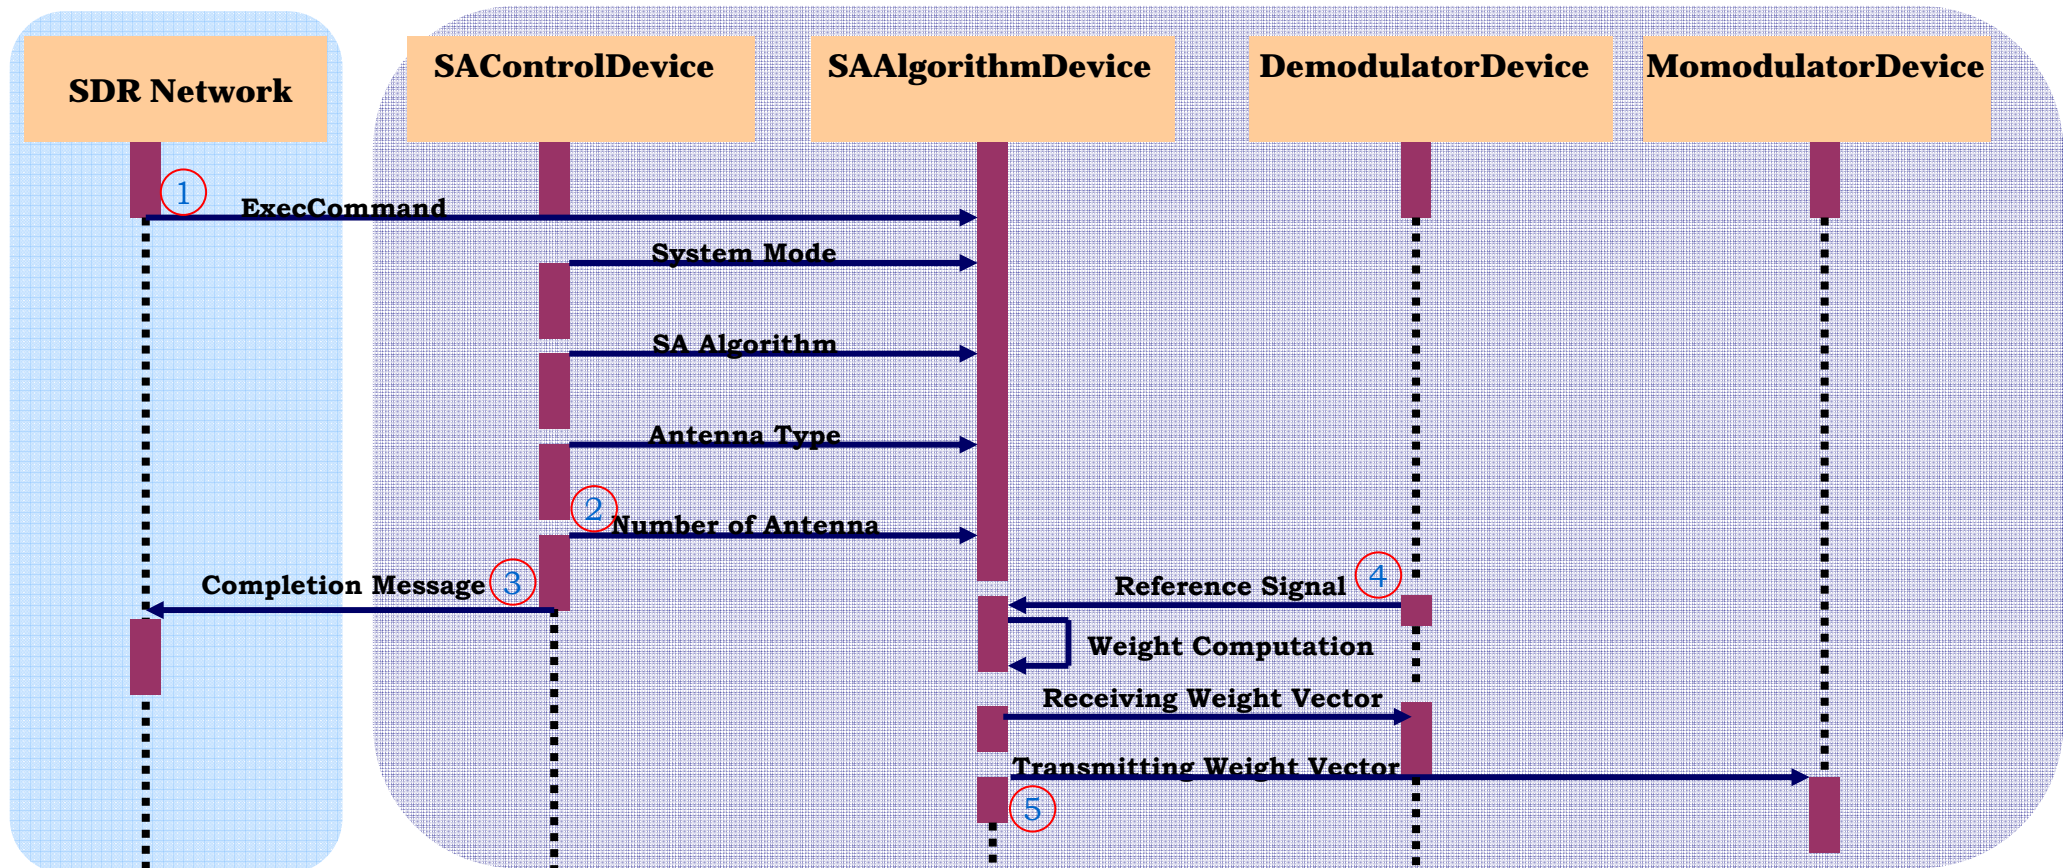 SDR Network
SAControlDevice
SAAlgorithmDevice
DemodulatorDevice
MomodulatorDevice
1
ExecCommand
System Mode
SA Algorithm
Antenna Type
2
Number of Antenna
Completion Message
3
Reference Signal
4
Weight Computation
Receiving Weight Vector
Transmitting Weight Vector
5